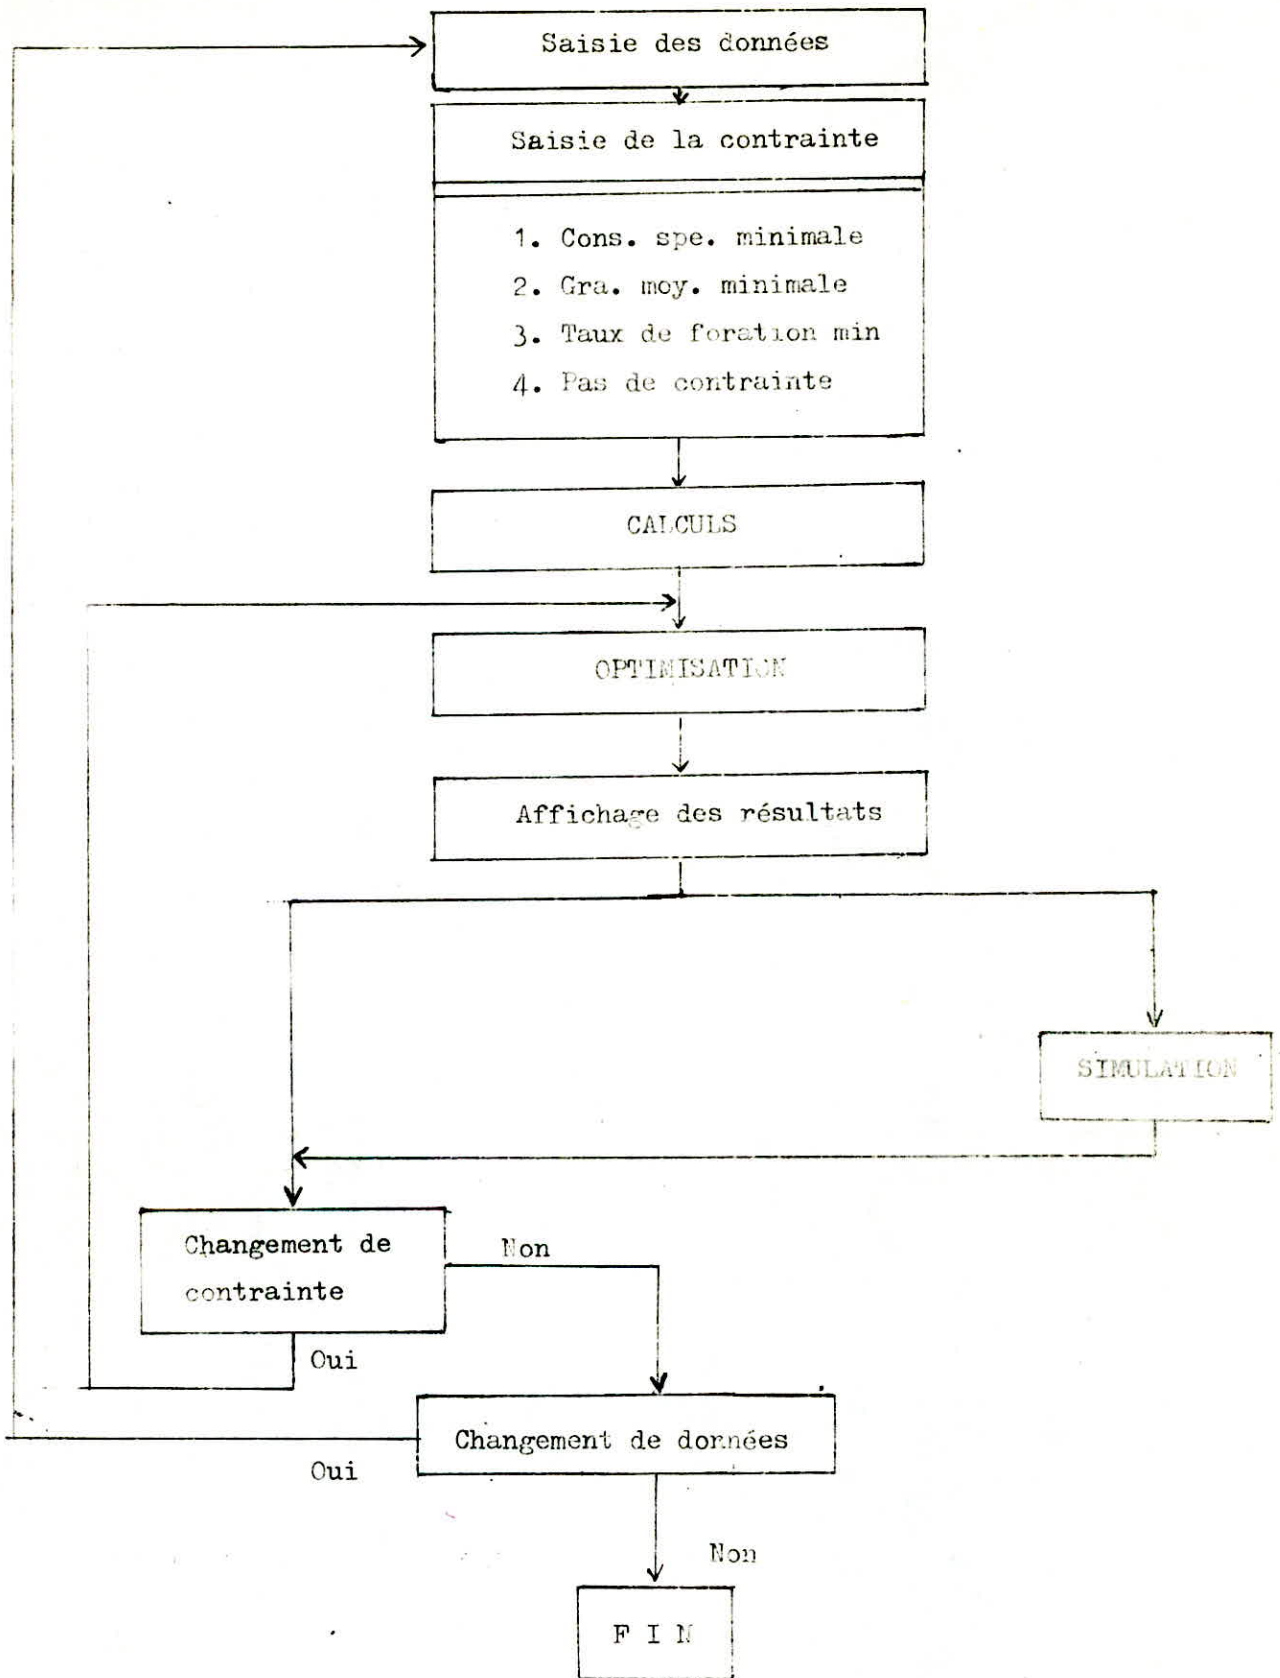 Saisie des données
Saisie de la contrainte
1. Cons. spe. minimale
2. Gra. moy. minimale
3. Taux de foration min
4. Pas de contrainte
CALCULS
OPTIMISATION
Affichage des résultats
SIMULATION
Changement de
contrainte
Non
Oui
Changement de données
Oui
Non
F I N